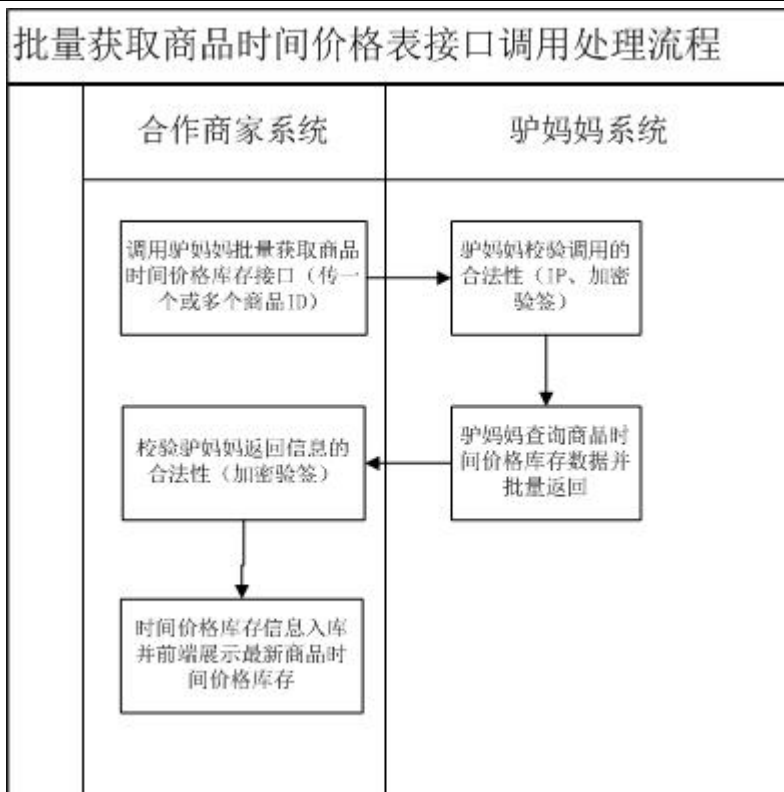 批量获取商品时间价格表接口调用处理流程
合作商家系统
驴妈妈系统
调用驴妈妈批量获取商品
时间价格库存接口（传一
个或多个商品ID）
驴妈妈校验调用的
合法性（IP、加密
验签）
校验驴妈妈返回信息的
合法性（加密验签）
驴妈妈查询商品时
间价格库存数据并
批量返回
时间价格库存信息入库
并前端展示最新商品时
间价格库存